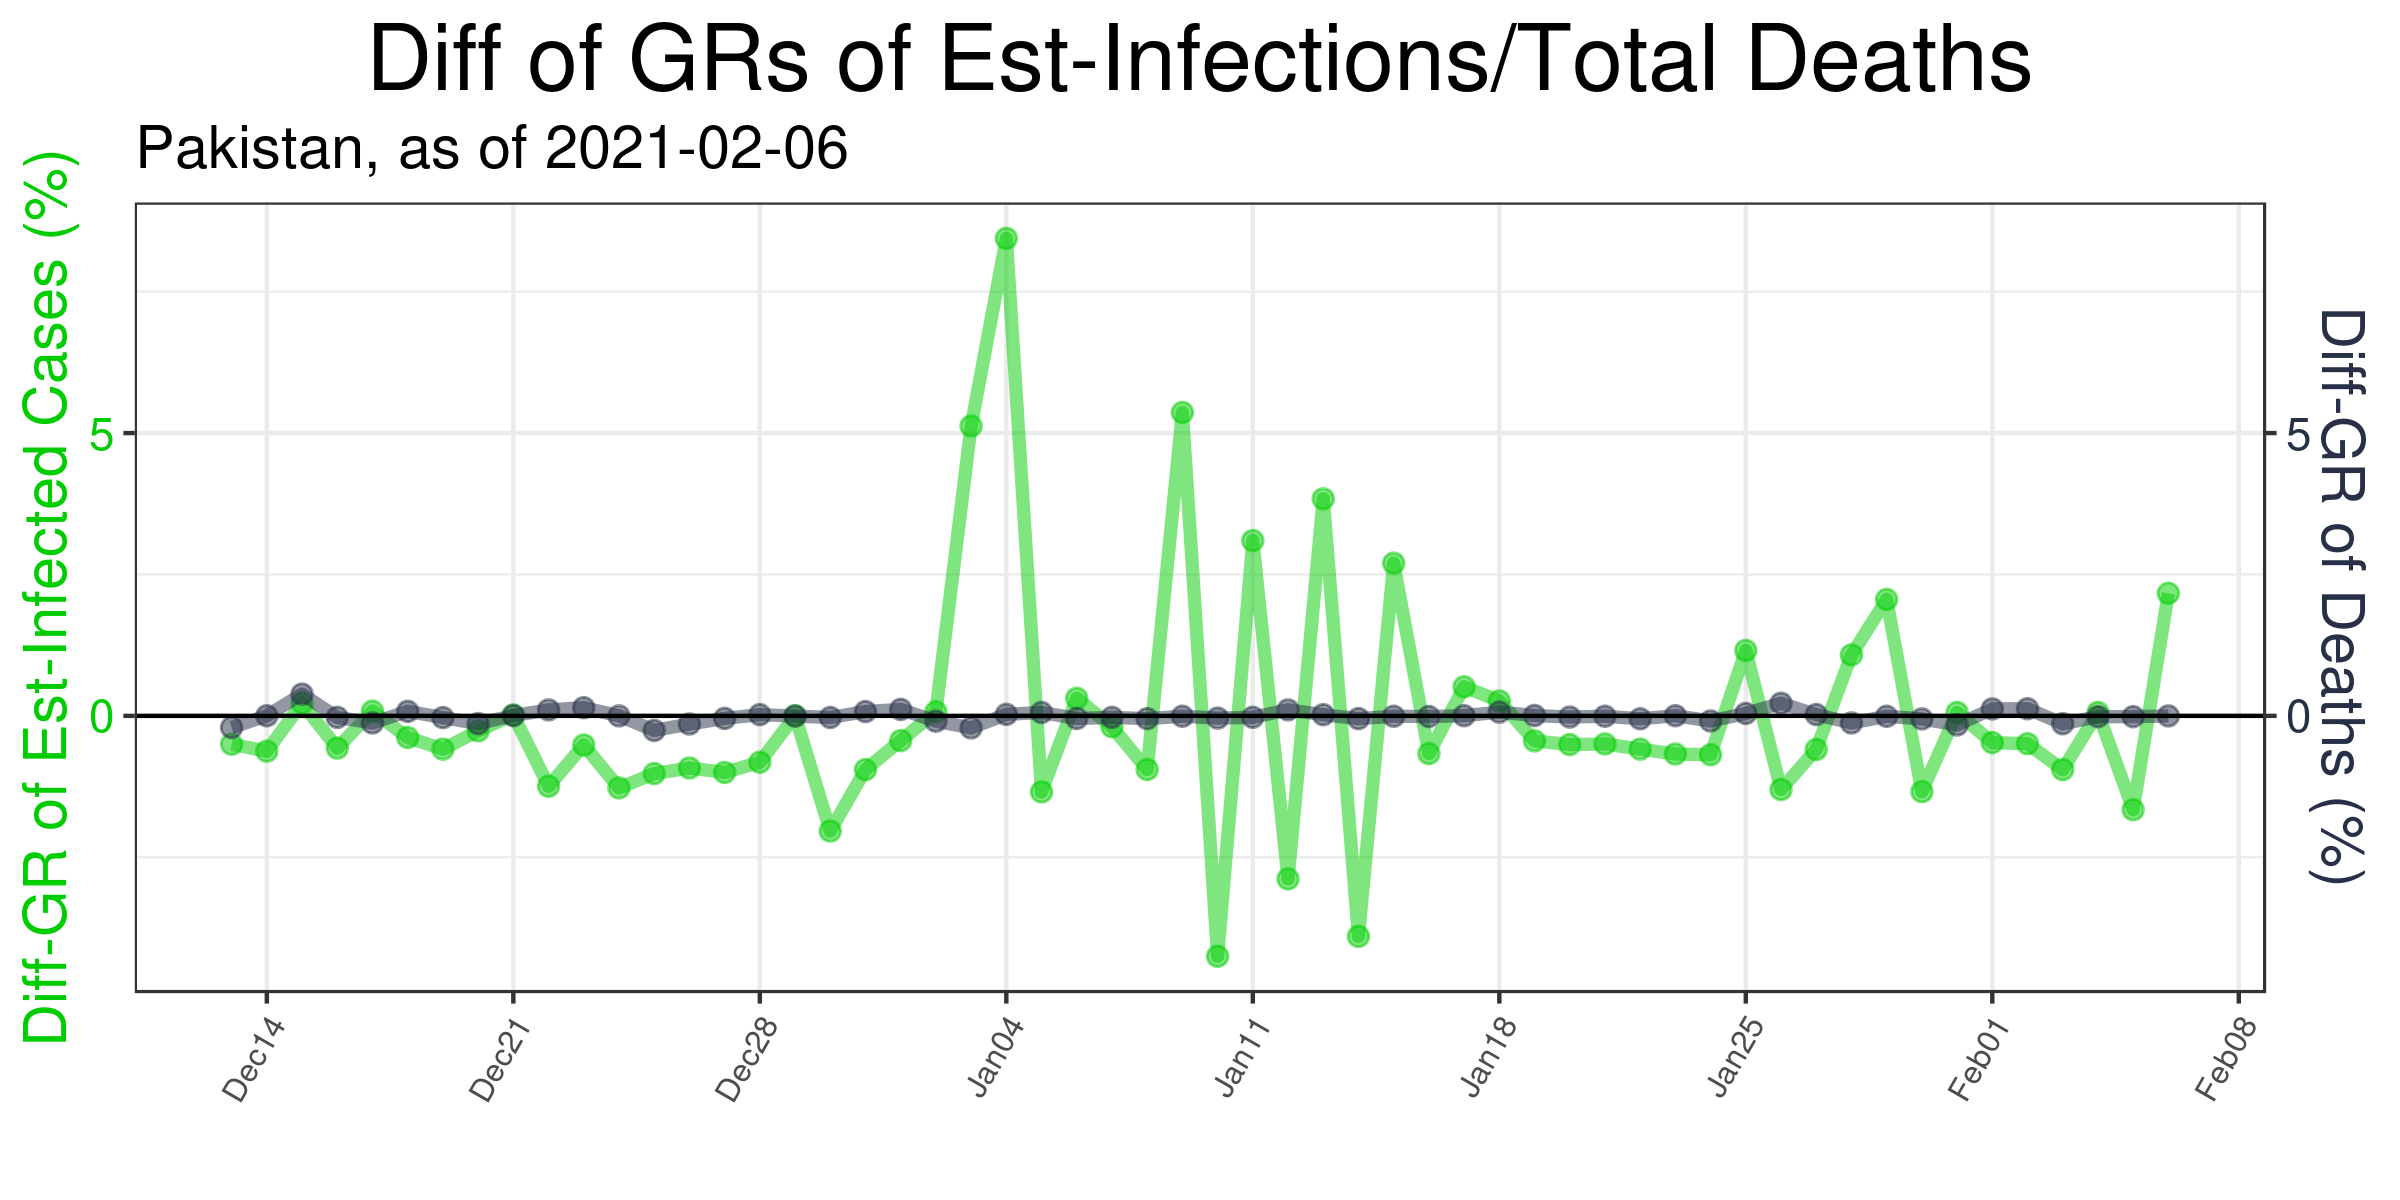 Diff of GRs of Est-Infections/Total Deaths
Pakistan, as of 2021-02-06
Diff-GR of Est-Infected Cases (%)
5
0
5
0
Diff-GR of Deaths (%)
Dec14
Dec21
Dec28
Jan04
Jan11
Jan18
Jan25
Feb01
Feb08